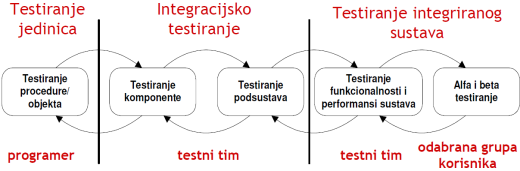 Testiranje
jedinica
Integracijsko
testiranje
Testiranje integriranog
sustava
Testiranje
procedure/
objekta
Testiranje
komponente
Testiranje
podsustava
Testiranje
funkcionalnosti i
performansi sustava
Alfa i beta
testiranje
programer
testni tim
testni tim
odabrana grupa
korisnika